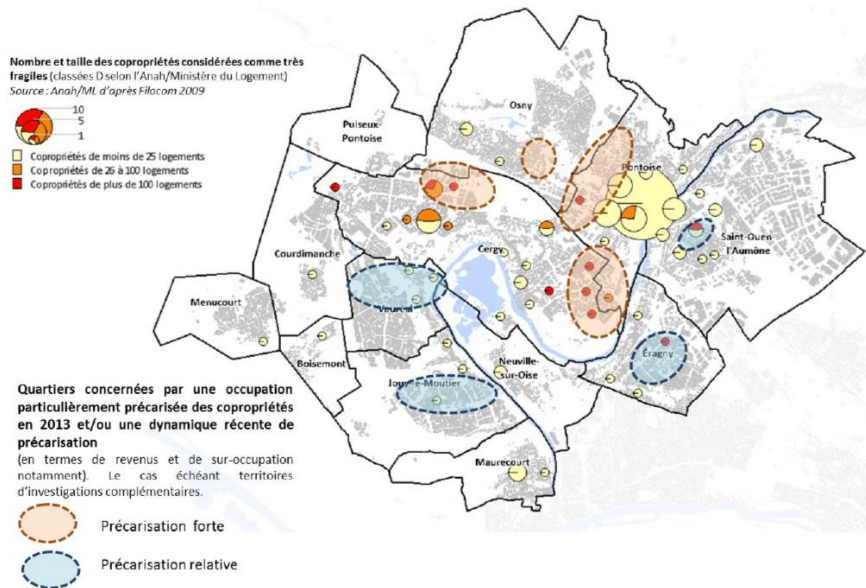 Nombre et taille des copropriétés considérées comme très
fragiles (classées D selon l'Anah/Ministère du Logement)
Source : Anah/ML d'après Filocom 2009
10
5
1
Copropriétés de moins de 25 logements
Copropriétés de 26 à 100 logements
Copropriétés de plus de 100 logements
Osny
Puiseux-
Pontoise
Pontoise
Saint-Ouen
l'Aumône
Cergy
Courdimanche
Menucourt
Vauréal
Boisemont
Neuville-
sur-Oise
Éragny
Jouy-le-Moutier
Maurecourt
Quartiers concernées par une occupation
particulièrement précarisée des copropriétés
en 2013 et/ou une dynamique récente de
précarisation
(en termes de revenus et de sur-occupation
notamment). Le cas échéant territoires
d'investigations complémentaires.
Précarisation forte
Précarisation relative